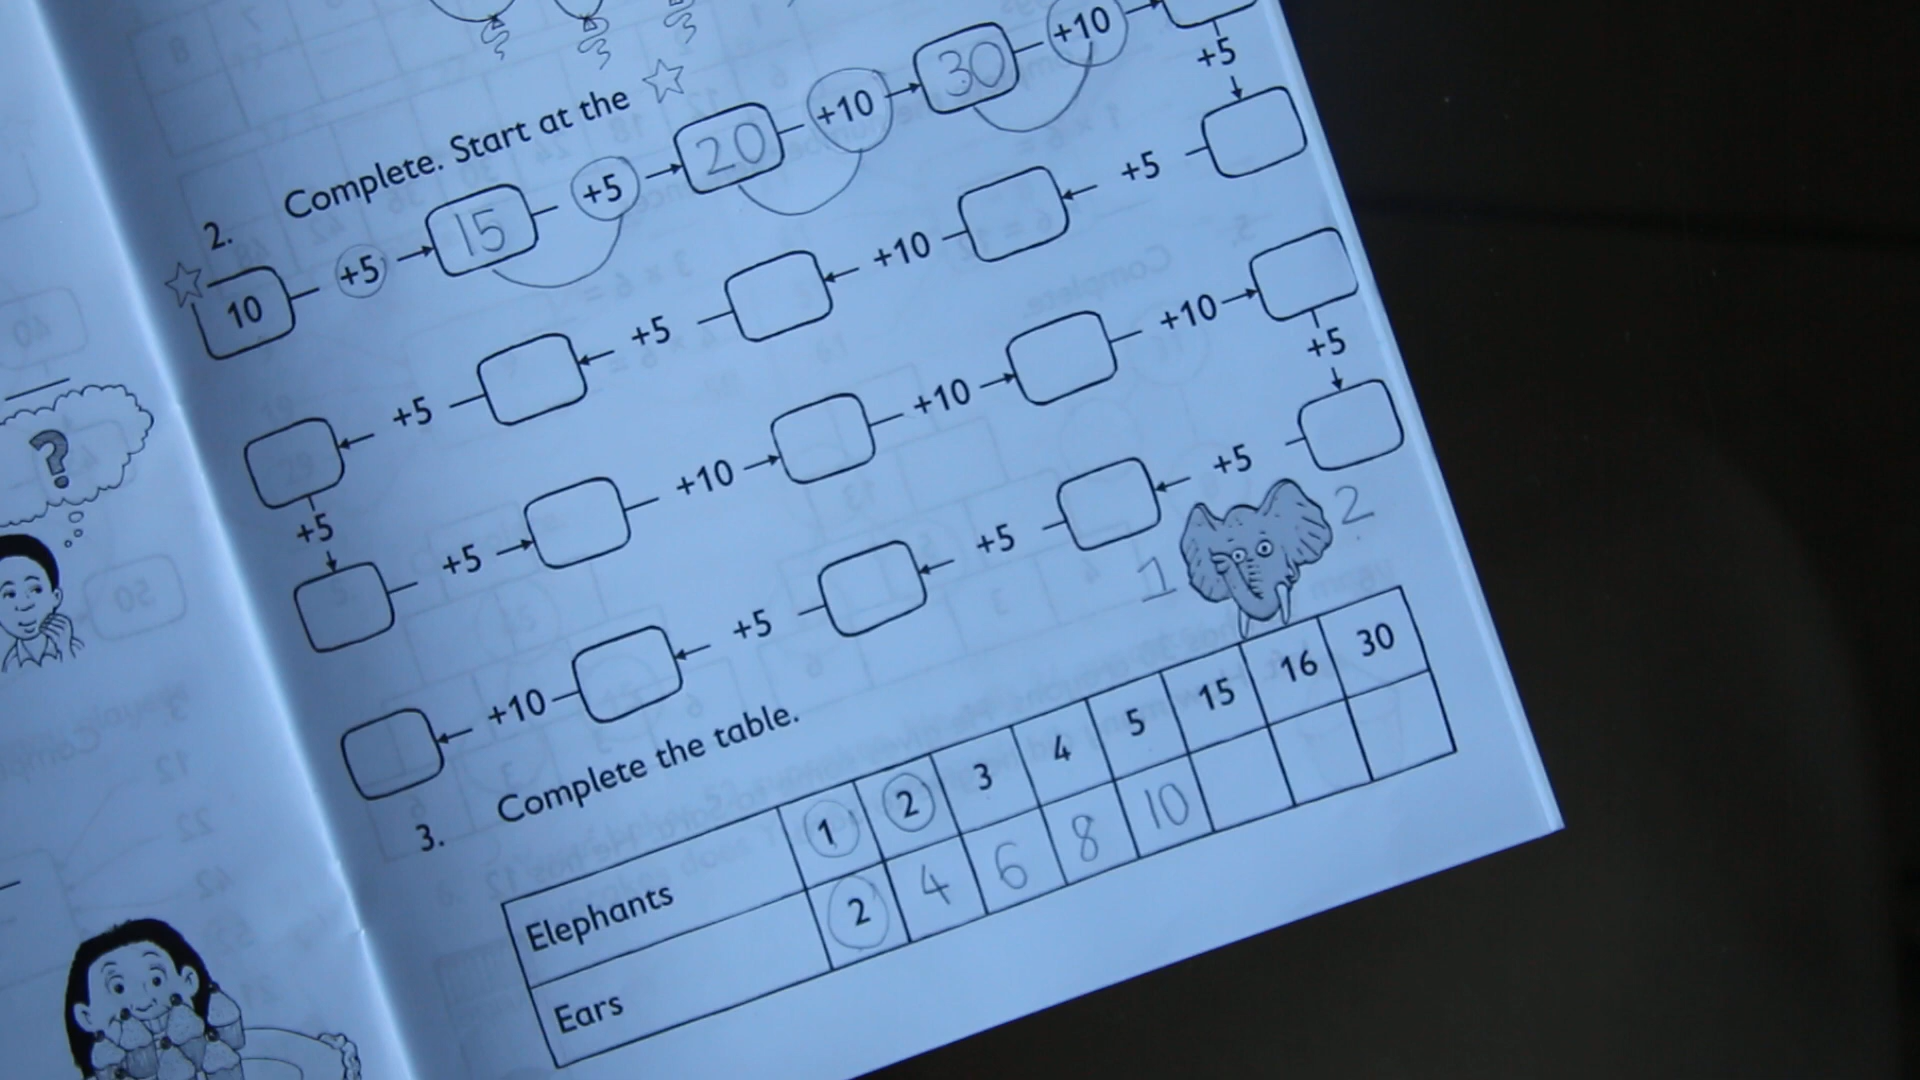 2. Complete. Start at the
10 +5 15 +5 20 +10 30 +10
+5
+5 +5 +10 +5
+5
+5 +10 +10 +10
+5
+10 +5 +5 +5
?
1 2
3. Complete the table.
Elephants 1 2 3 4 5 15 16 30
Ears 2 4 6 8 10